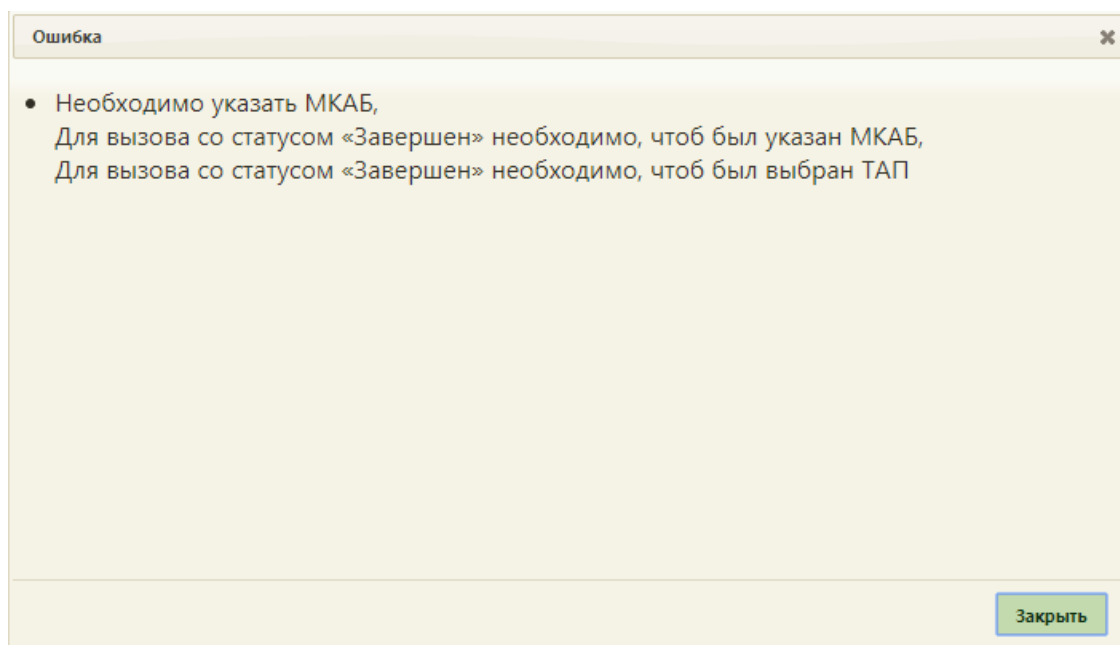 Ошибка
Необходимо указать МКАБ,
Для вызова со статусом «Завершен» необходимо, чтоб был указан МКАБ,
Для вызова со статусом «Завершен» необходимо, чтоб был выбран ТАП
Закрыть